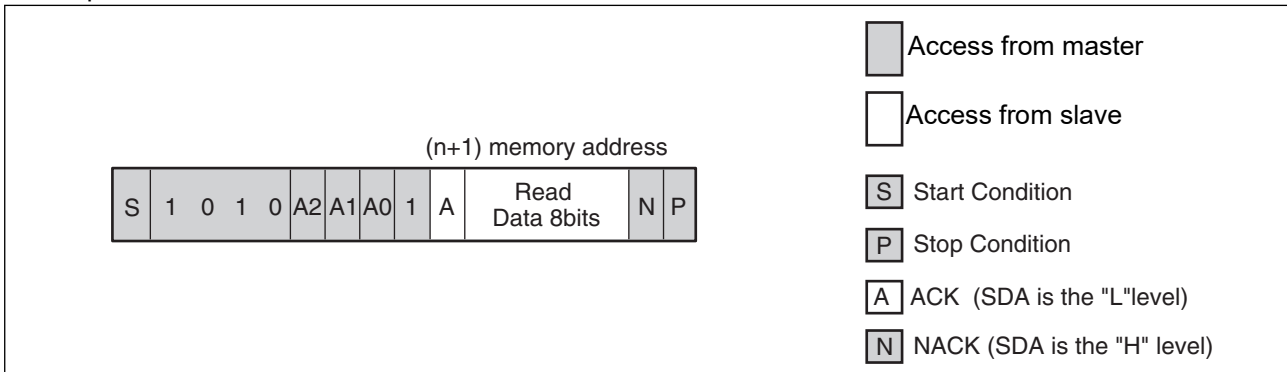 Access from master
Access from slave
(n+1) memory address
S 1 0 1 0 A2 A1 A0 1 A Read Data 8bits N P
S Start Condition
P Stop Condition
A ACK (SDA is the "L"level)
N NACK (SDA is the "H" level)